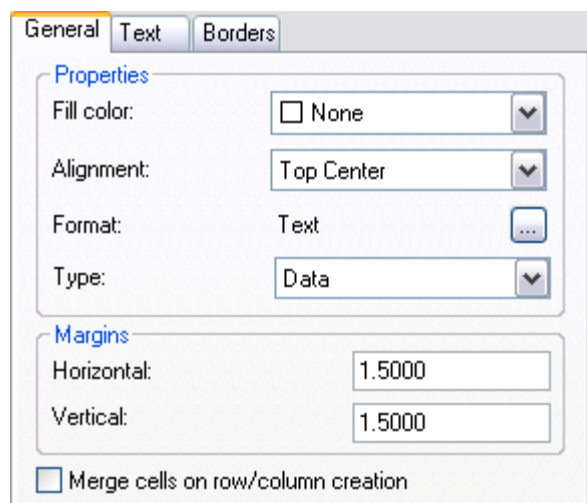 General Text Borders
Properties
Fill color: None
Alignment: Top Center
Format: Text ...
Type: Data
Margins
Horizontal: 1.5000
Vertical: 1.5000
Merge cells on row/column creation